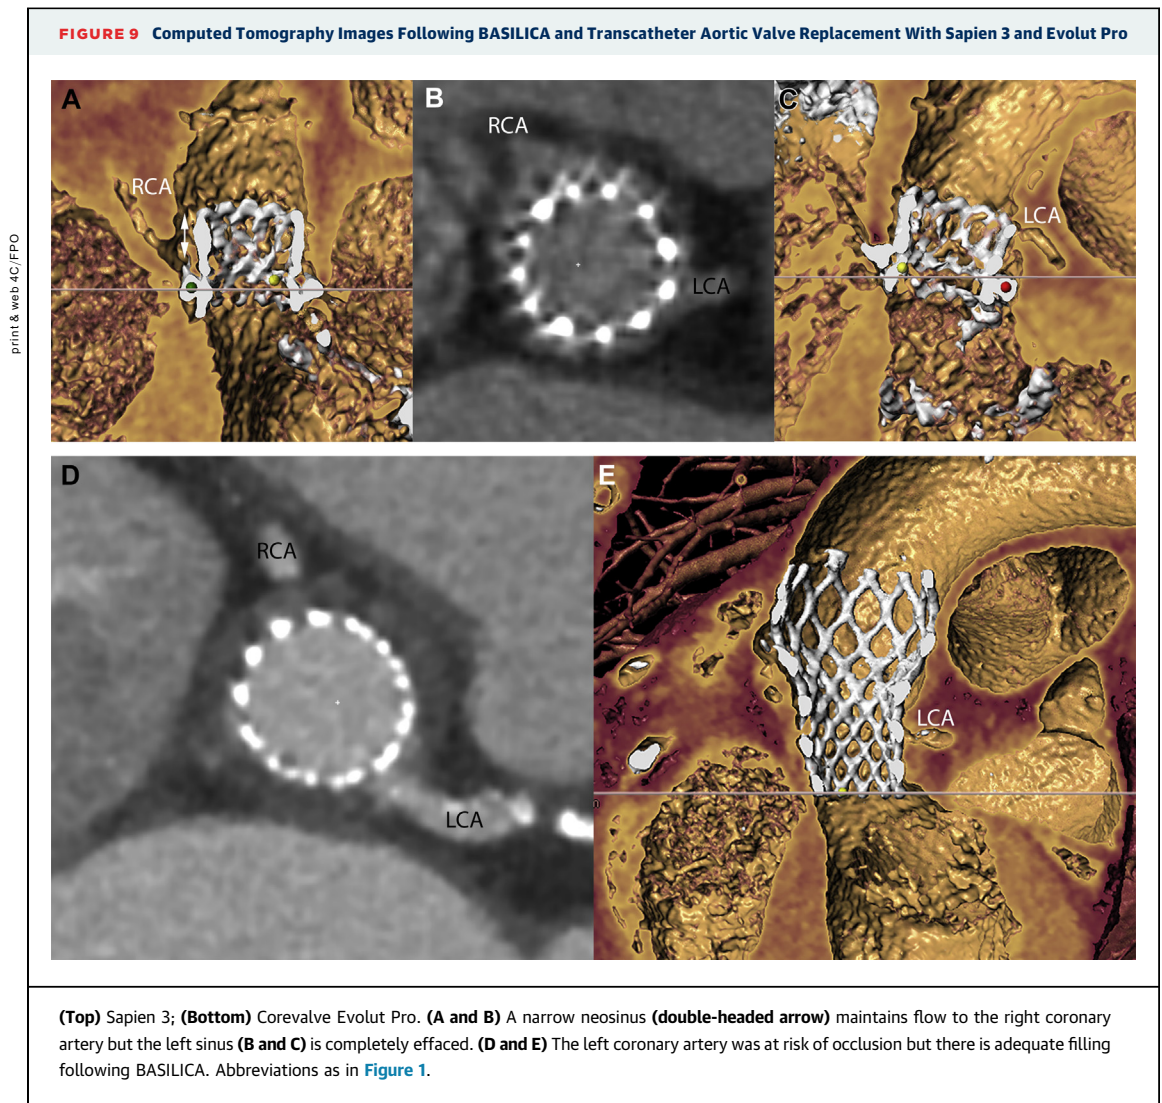 FIGURE 9 Computed Tomography Images Following BASILICA and Transcatheter Aortic Valve Replacement With Sapien 3 and Evolut Pro
print & web 4C/FPO
A
RCA
B
RCA
LCA
C
LCA
D
RCA
LCA
E
LCA
(Top) Sapien 3; (Bottom) Corevalve Evolut Pro. (A and B) A narrow neosinus (double-headed arrow) maintains flow to the right coronary
artery but the left sinus (B and C) is completely effaced. (D and E) The left coronary artery was at risk of occlusion but there is adequate filling
following BASILICA. Abbreviations as in Figure 1.